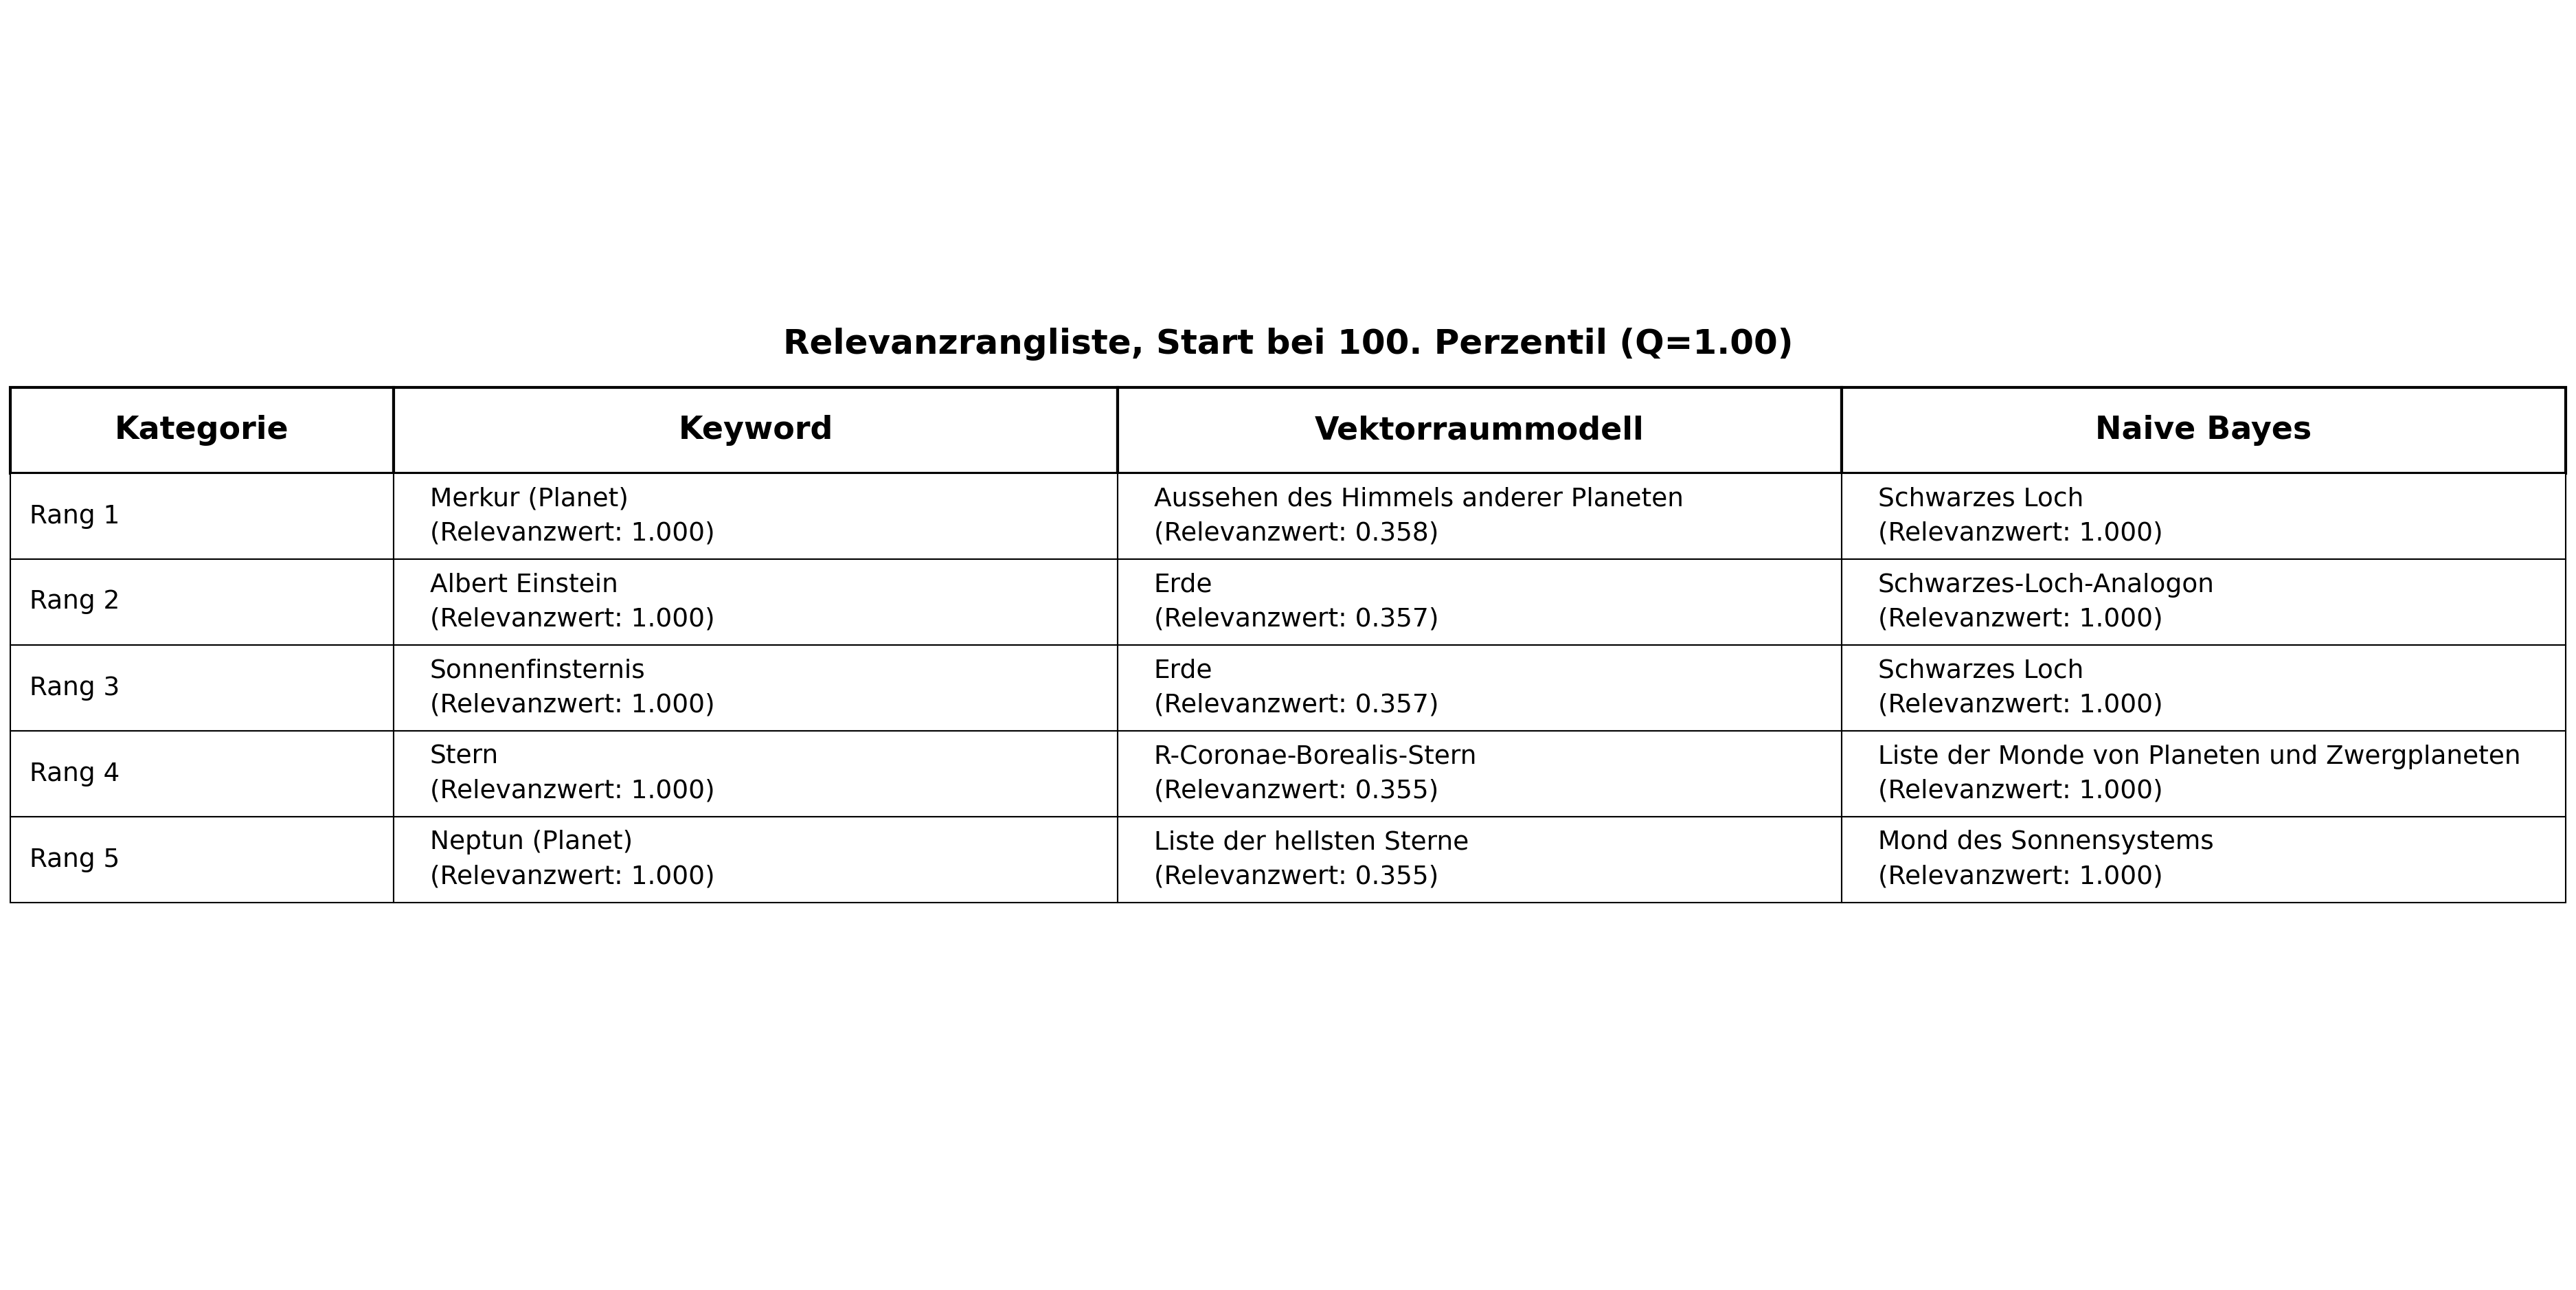 Relevanzrangliste, Start bei 100. Perzentil (Q=1.00)
Kategorie
Keyword
Vektorraummodell
Naive Bayes
Rang 1
Merkur (Planet)
(Relevanzwert: 1.000)
Aussehen des Himmels anderer Planeten
(Relevanzwert: 0.358)
Schwarzes Loch
(Relevanzwert: 1.000)
Rang 2
Albert Einstein
(Relevanzwert: 1.000)
Erde
(Relevanzwert: 0.357)
Schwarzes-Loch-Analogon
(Relevanzwert: 1.000)
Rang 3
Sonnenfinsternis
(Relevanzwert: 1.000)
Erde
(Relevanzwert: 0.357)
Schwarzes Loch
(Relevanzwert: 1.000)
Rang 4
Stern
(Relevanzwert: 1.000)
R-Coronae-Borealis-Stern
(Relevanzwert: 0.355)
Liste der Monde von Planeten und Zwergplaneten
(Relevanzwert: 1.000)
Rang 5
Neptun (Planet)
(Relevanzwert: 1.000)
Liste der hellsten Sterne
(Relevanzwert: 0.355)
Mond des Sonnensystems
(Relevanzwert: 1.000)